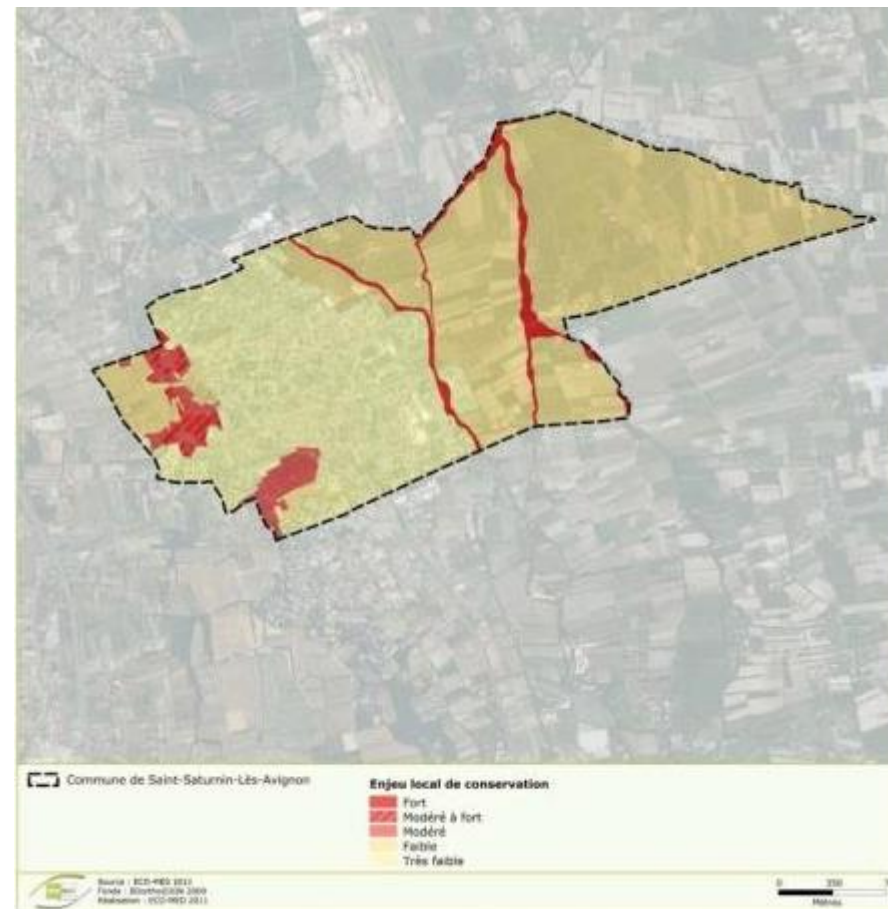 Commune de Saint-Saturnin-Lès-Avignon
Enjeu local de conservation
Fort
Modéré à fort
Modéré
Faible
Très faible
Source : ECO-MED 2011
Réalisation : ECO-MED 2011
0 350
Mètres